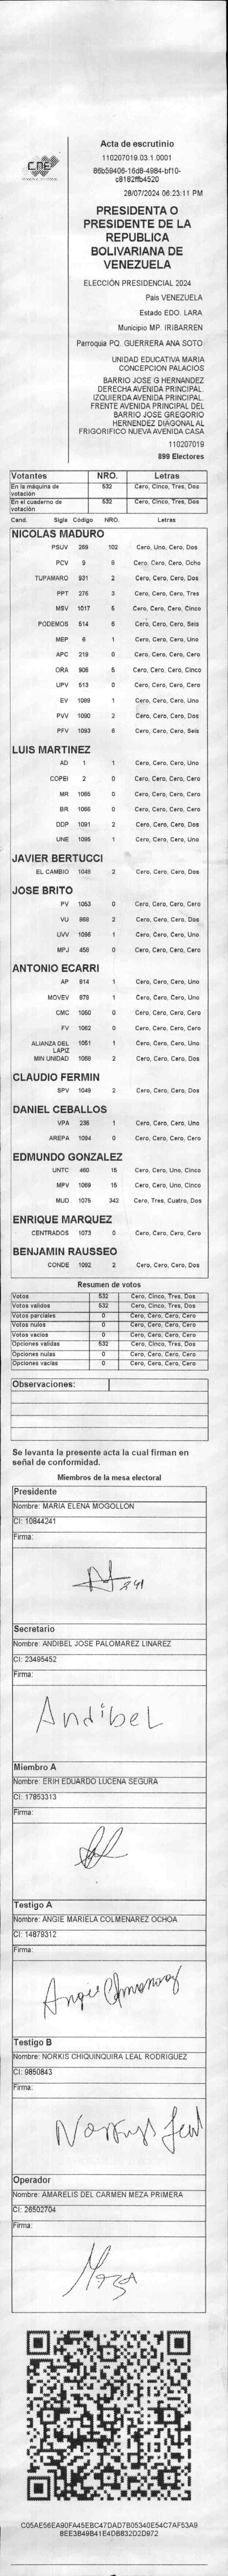 CNE
Acta de escrutinio
110207019.03.1.0001
86b59406-16d8-4984-bf10-
c8182ffb4520
28/07/2024 06:23:11 PM
PRESIDENTA O
PRESIDENTE DE LA
REPUBLICA
BOLIVARIANA DE
VENEZUELA
ELECCIÓN PRESIDENCIAL 2024
País VENEZUELA
Estado EDO. LARA
Municipio MP. IRIBARREN
Parroquia PQ. GUERRERA ANA SOTO
UNIDAD EDUCATIVA MARIA
CONCEPCION PALACIOS
BARRIO JOSE G HERNANDEZ
DERECHA AVENIDA PRINCIPAL.
IZQUIERDA AVENIDA PRINCIPAL.
FRENTE AVENIDA PRINCIPAL DEL
BARRIO JOSE GREGORIO
HERNENDEZ DIAGONAL AL
FRIGORIFICO NUEVA AVENIDA CASA
110207019
899 Electores
Votantes NRO. Letras
En la máquina de votación 532 Cero, Cinco, Tres, Dos
En el cuaderno de votación 532 Cero, Cinco, Tres, Dos
Cand. Sigla Código NRO. Letras
NICOLAS MADURO
PSUV 269 102 Cero, Uno, Cero, Dos
PCV 9 8 Cero, Cero, Cero, Ocho
TUPAMARO 931 2 Cero, Cero, Cero, Dos
PPT 276 3 Cero, Cero, Cero, Tres
MSV 1017 5 Cero, Cero, Cero, Cinco
PODEMOS 514 6 Cero, Cero, Cero, Seis
MEP 6 1 Cero, Cero, Cero, Uno
APC 219 0 Cero, Cero, Cero, Cero
ORA 906 5 Cero, Cero, Cero, Cinco
UPV 513 0 Cero, Cero, Cero, Cero
EV 1089 1 Cero, Cero, Cero, Uno
PVV 1090 2 Cero, Cero, Cero, Dos
PFV 1093 6 Cero, Cero, Cero, Seis
LUIS MARTINEZ
AD 1 1 Cero, Cero, Cero, Uno
COPEI 2 0 Cero, Cero, Cero, Cero
MR 1065 0 Cero, Cero, Cero, Cero
BR 1066 0 Cero, Cero, Cero, Cero
DDP 1091 2 Cero, Cero, Cero, Dos
UNE 1095 1 Cero, Cero, Cero, Uno
JAVIER BERTUCCI
EL CAMBIO 1048 2 Cero, Cero, Cero, Dos
JOSE BRITO
PV 1053 0 Cero, Cero, Cero, Cero
VU 868 2 Cero, Cero, Cero, Dos
UVV 1096 1 Cero, Cero, Cero, Uno
MPJ 458 0 Cero, Cero, Cero, Cero
ANTONIO ECARRI
AP 814 1 Cero, Cero, Cero, Uno
MOVEV 979 1 Cero, Cero, Cero, Uno
CMC 1050 0 Cero, Cero, Cero, Cero
FV 1062 0 Cero, Cero, Cero, Cero
ALIANZA DEL LAPIZ 1051 1 Cero, Cero, Cero, Uno
MIN UNIDAD 1068 2 Cero, Cero, Cero, Dos
CLAUDIO FERMIN
SPV 1049 2 Cero, Cero, Cero, Dos
DANIEL CEBALLOS
VPA 236 1 Cero, Cero, Cero, Uno
AREPA 1094 0 Cero, Cero, Cero, Cero
EDMUNDO GONZALEZ
UNTC 460 15 Cero, Cero, Uno, Cinco
MPV 1069 15 Cero, Cero, Uno, Cinco
MUD 1075 342 Cero, Tres, Cuatro, Dos
ENRIQUE MARQUEZ
CENTRADOS 1073 0 Cero, Cero, Cero, Cero
BENJAMIN RAUSSEO
CONDE 1092 2 Cero, Cero, Cero, Dos
Resumen de votos
Votos 532 Cero, Cinco, Tres, Dos
Votos validos 532 Cero, Cinco, Tres, Dos
Votos parciales 0 Cero, Cero, Cero, Cero
Votos nulos 0 Cero, Cero, Cero, Cero
Votos vacíos 0 Cero, Cero, Cero, Cero
Opciones validas 532 Cero, Cinco, Tres, Dos
Opciones nulas 0 Cero, Cero, Cero, Cero
Opciones vacías 0 Cero, Cero, Cero, Cero
Observaciones:
Se levanta la presente acta la cual firman en
señal de conformidad.
Miembros de la mesa electoral
Presidente
Nombre: MARIA ELENA MOGOLLON
CI: 10844241
Firma:
241
Secretario
Nombre: ANDIBEL JOSE PALOMAREZ LINAREZ
CI: 23495452
Firma:
Andibel
Miembro A
Nombre: ERIH EDUARDO LUCENA SEGURA
CI: 17853313
Firma:
Testigo A
Nombre: ANGIE MARIELA COLMENAREZ OCHOA
CI: 14879312
Firma:
Angie Colmenarez
Testigo B
Nombre: NORKIS CHIQUINQUIRA LEAL RODRIGUEZ
CI: 9850843
Firma:
Norkys Leal
Operador
Nombre: AMARELIS DEL CARMEN MEZA PRIMERA
CI: 26502704
Firma:
Meza
C05AE56EA90FA45EBC47DAD7B05340E54C7AF53A9
8EE3B49B41E4DB832D2D972